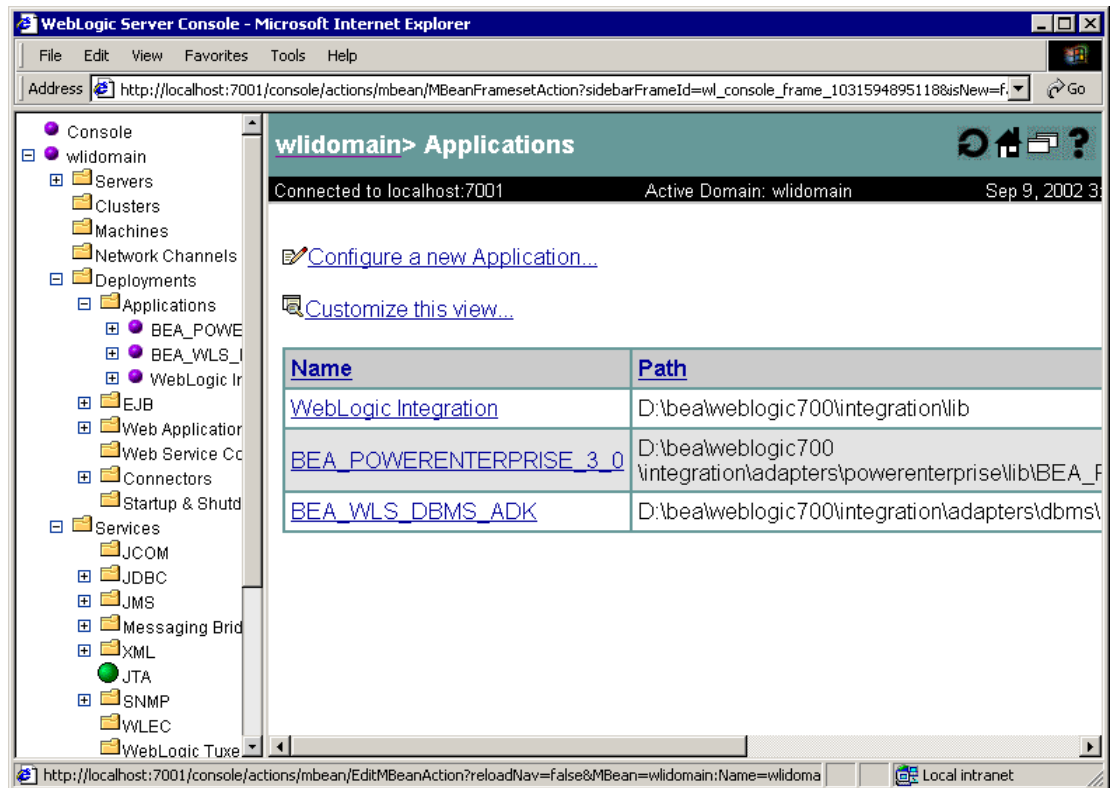 WebLogic Server Console - Microsoft Internet Explorer
File Edit View Favorites Tools Help
Address http://localhost:7001/console/actions/mbean/MBeanFramesetAction?sidebarFrameId=wl_console_frame_1031594895118&isNew=f Go
Console
wlidomain
Servers
Clusters
Machines
Network Channels
Deployments
Applications
BEA_POWE
BEA_WLS_
WebLogic Ir
EJB
Web Applicatior
Web Service Cc
Connectors
Startup & Shutd
Services
JCOM
JDBC
JMS
Messaging Brid
XML
JTA
SNMP
WLEC
WebLogic Tuxe
wlidomain> Applications
?
Connected to localhost:7001 Active Domain: wlidomain Sep 9, 2002 3:
Configure a new Application...
Customize this view...
Name Path
WebLogic Integration D:\bea\weblogic700\integration\lib
BEA_POWERENTERPRISE_3_0 D:\bea\weblogic700
\integration\adapters\powerenterprise\lib\BEA_F
BEA_WLS_DBMS_ADK D:\bea\weblogic700\integration\adapters\dbms\
http://localhost:7001/console/actions/mbean/EditMBeanAction?reloadNav=false&MBean=wlidomain:Name=wlidoma Local intranet